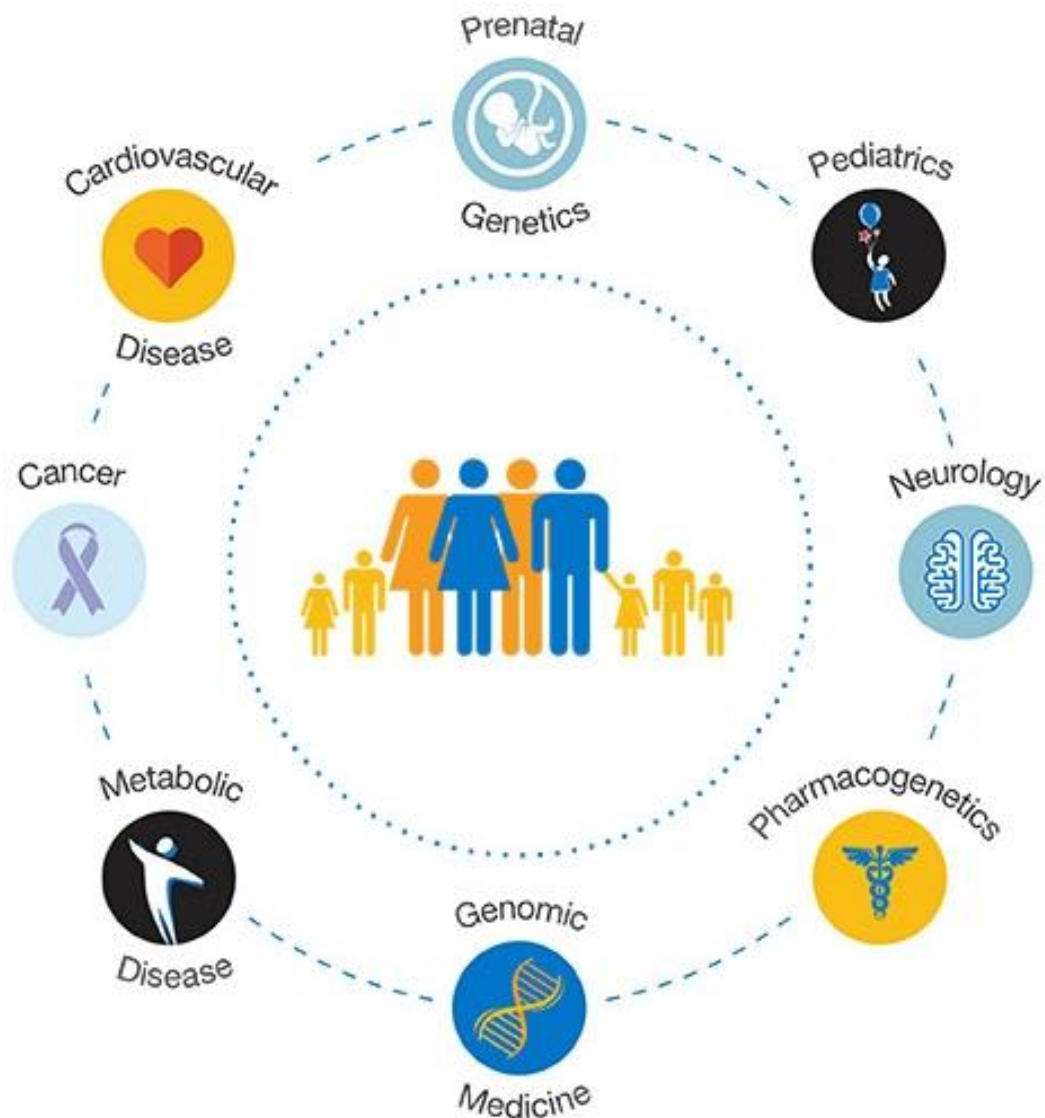 Prenatal
Genetics
Pediatrics
Neurology
Pharmacogenetics
Genomic
Medicine
Metabolic
Disease
Cancer
Cardiovascular
Disease